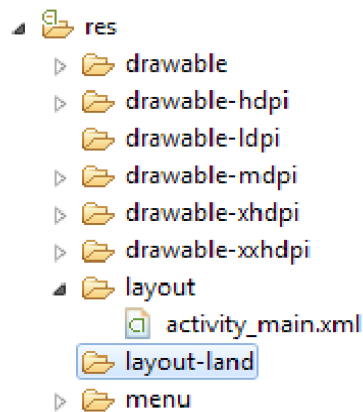 res
drawable
drawable-hdpi
drawable-ldpi
drawable-mdpi
drawable-xhdpi
drawable-xxhdpi
layout
activity_main.xml
layout-land
menu